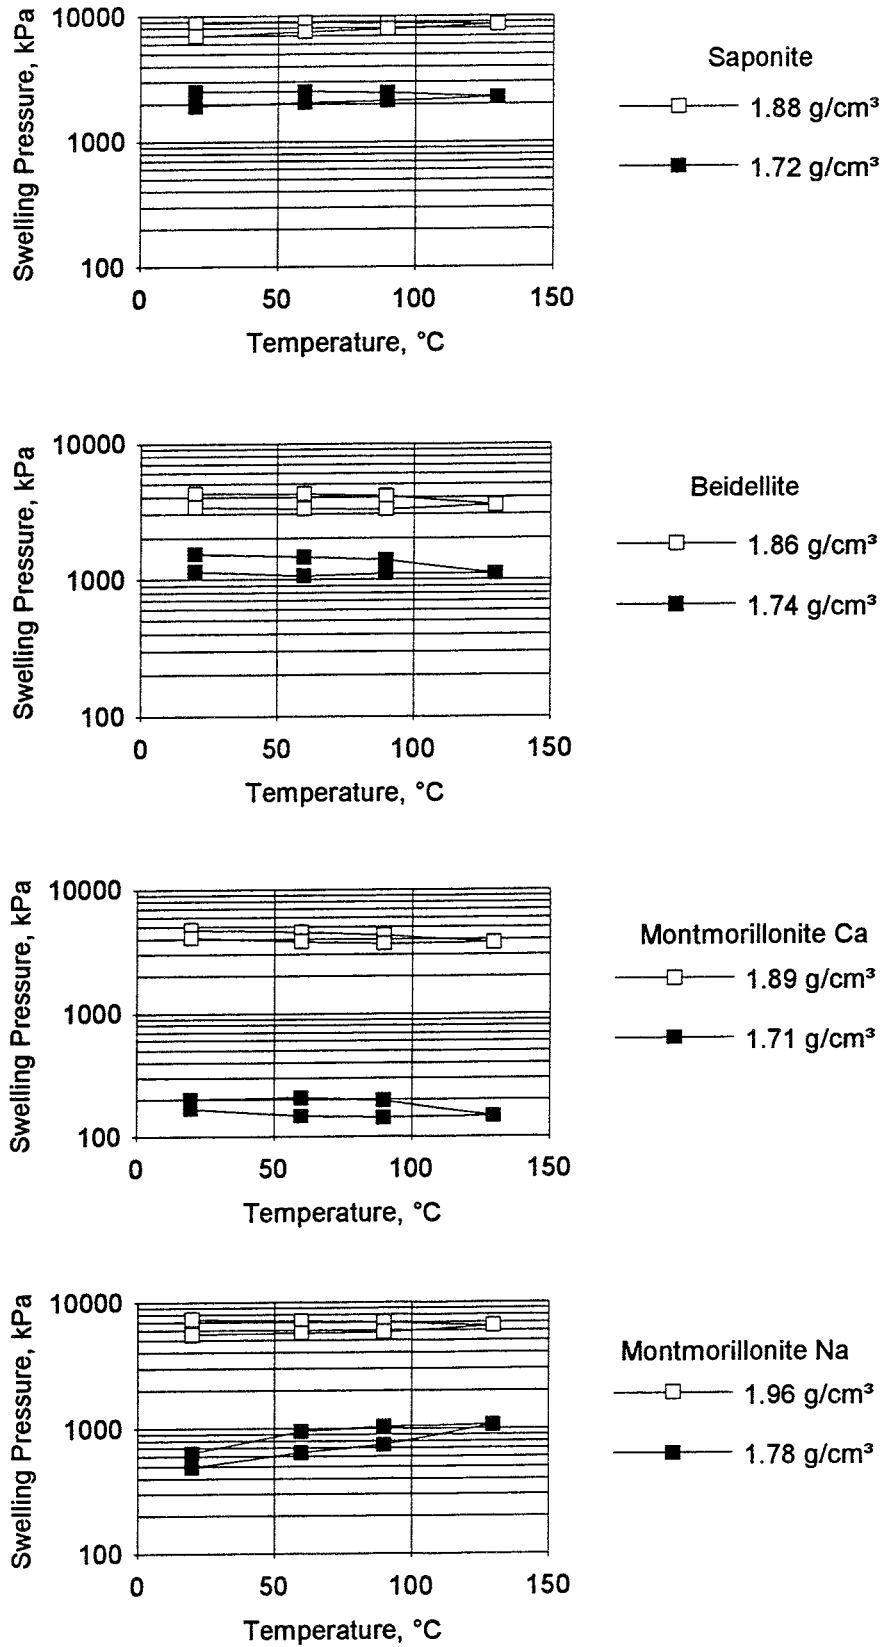 Swelling Pressure, kPa
10000
1000
100
0 50 100 150
Temperature, °C
Saponite
1.88 g/cm³
1.72 g/cm³
Swelling Pressure, kPa
10000
1000
100
0 50 100 150
Temperature, °C
Beidellite
1.86 g/cm³
1.74 g/cm³
Swelling Pressure, kPa
10000
1000
100
0 50 100 150
Temperature, °C
Montmorillonite Ca
1.89 g/cm³
1.71 g/cm³
Swelling Pressure, kPa
10000
1000
100
0 50 100 150
Temperature, °C
Montmorillonite Na
1.96 g/cm³
1.78 g/cm³